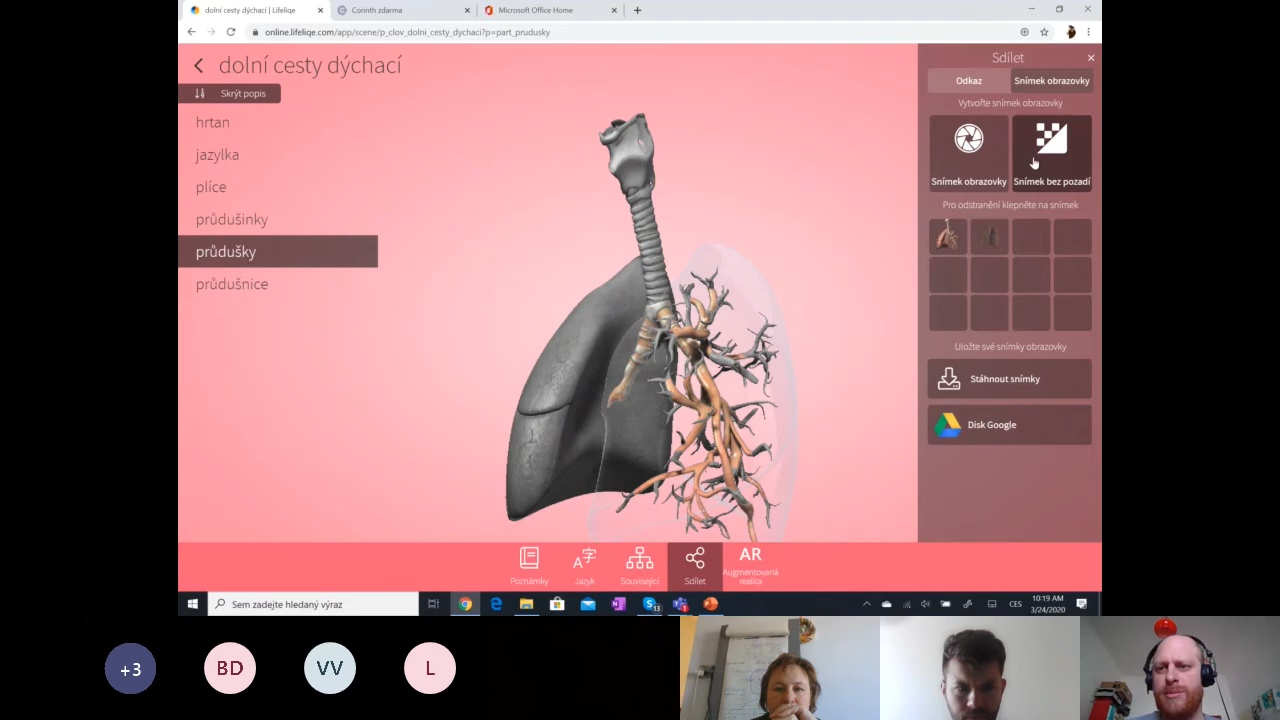 dolní cesty dýchací | Lifeliqe
Corinth zdarma
Microsoft Office Home
online.lifeliqe.com/app/scene/p_clov_dolni_cesty_dychaci?p=part_prudusky
dolní cesty dýchací
Skrýt popis
hrtan
jazylka
plíce
průdušinky
průdušky
průdušnice
Sdílet
Odkaz
Snímek obrazovky
Vytvořte snímek obrazovky
Snímek obrazovky
Snímek bez pozadí
Pro odstranění klepněte na snímek
Uložte své snímky obrazovky
Stáhnout snímky
Disk Google
Poznámky
Jazyk
Související
Sdílet
AR
Augmentovaná
realita
Sem zadejte hledaný výraz
13
CES
10:19 AM
3/24/2020
+3
BD
VV
L